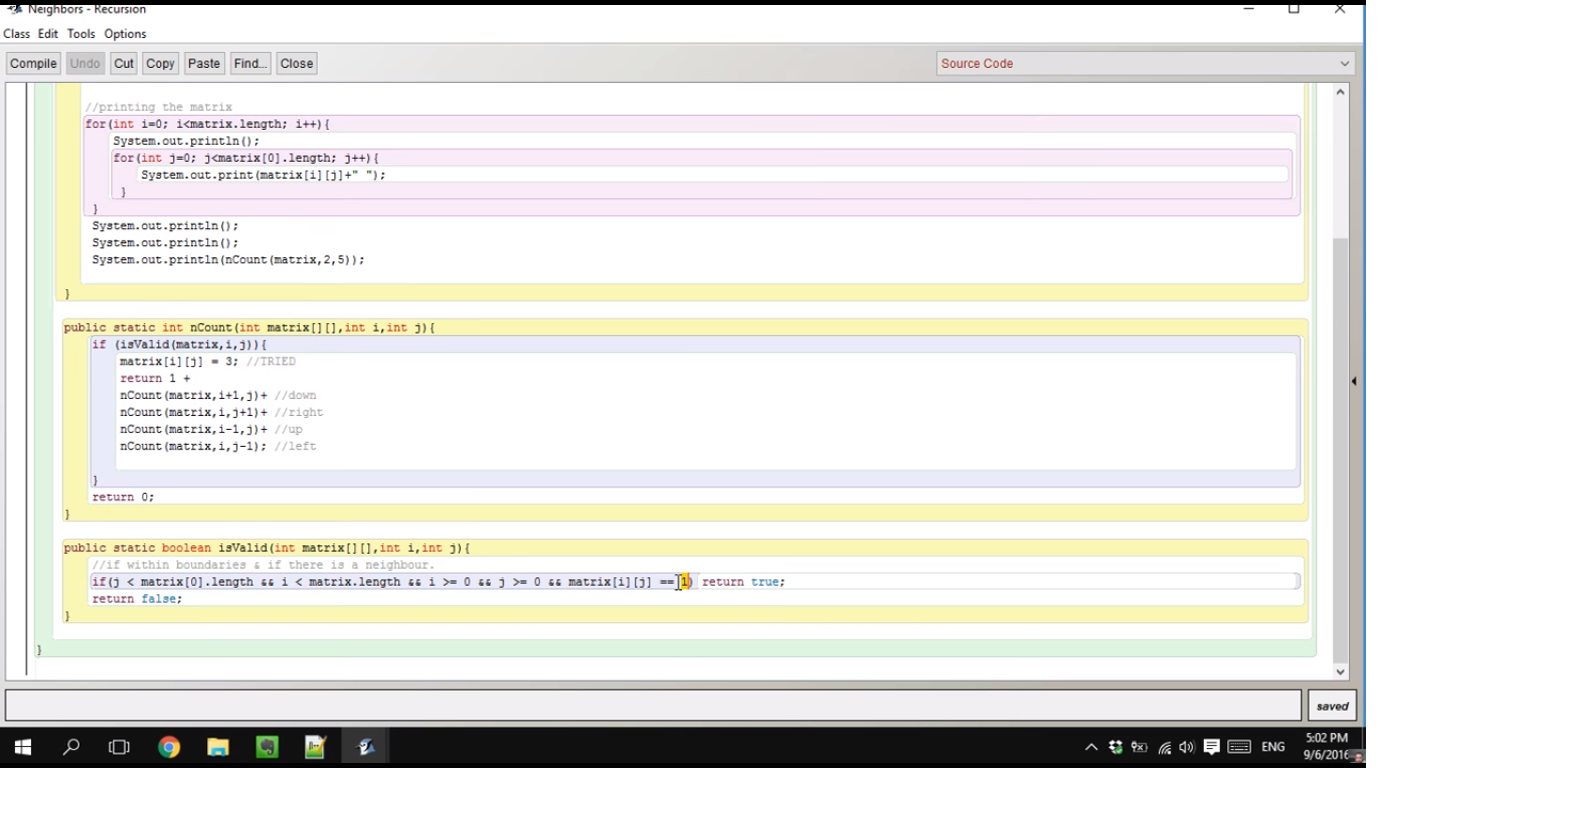 Neighbors - Recursion
Class Edit Tools Options
Compile Undo Cut Copy Paste Find... Close
Source Code
//printing the matrix
for(int i=0; i<matrix.length; i++){
System.out.println();
for(int j=0; j<matrix[0].length; j++){
System.out.print(matrix[i][j]+" ");
}
}
System.out.println();
System.out.println();
System.out.println(nCount(matrix,2,5));
}
public static int nCount(int matrix[][],int i,int j){
if (isValid(matrix,i,j)){
matrix[i][j] = 3; //TRIED
return 1 +
nCount(matrix,i+1,j)+ //down
nCount(matrix,i,j+1)+ //right
nCount(matrix,i-1,j)+ //up
nCount(matrix,i,j-1); //left
}
return 0;
}
public static boolean isValid(int matrix[][],int i,int j){
//if within boundaries & if there is a neighbour.
if(j < matrix[0].length && i < matrix.length && i >= 0 && j >= 0 && matrix[i][j] == 1) return true;
return false;
}
}
saved
ENG
5:02 PM
9/6/2016